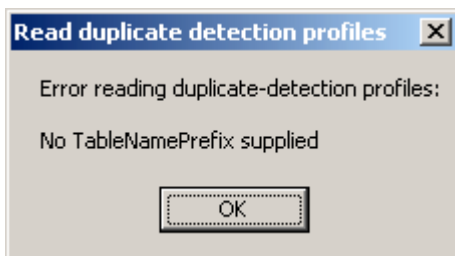 Read duplicate detection profiles
Error reading duplicate-detection profiles:
No TableNamePrefix supplied
OK